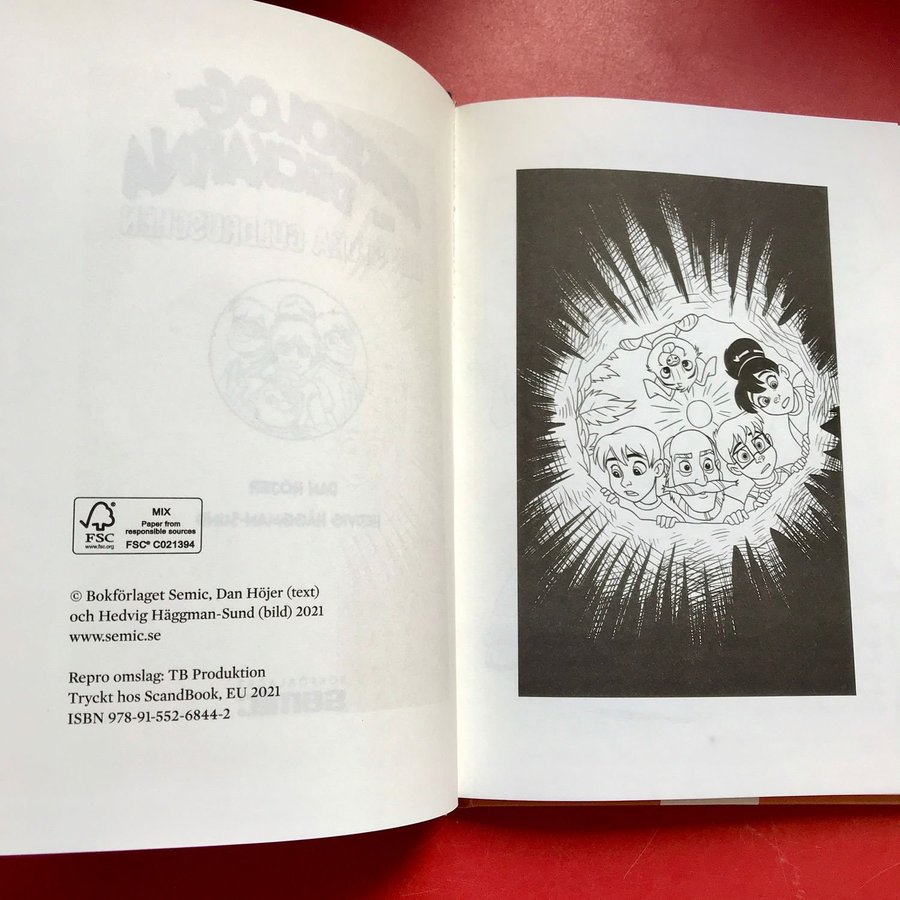 FSC
www.fsc.org
MIX
Paper from
responsible sources
FSC® C021394
© Bokförlaget Semic, Dan Höjer (text)
och Hedvig Häggman-Sund (bild) 2021
www.semic.se
Repro omslag: TB Produktion
Tryckt hos ScandBook, EU 2021
ISBN 978-91-552-6844-2